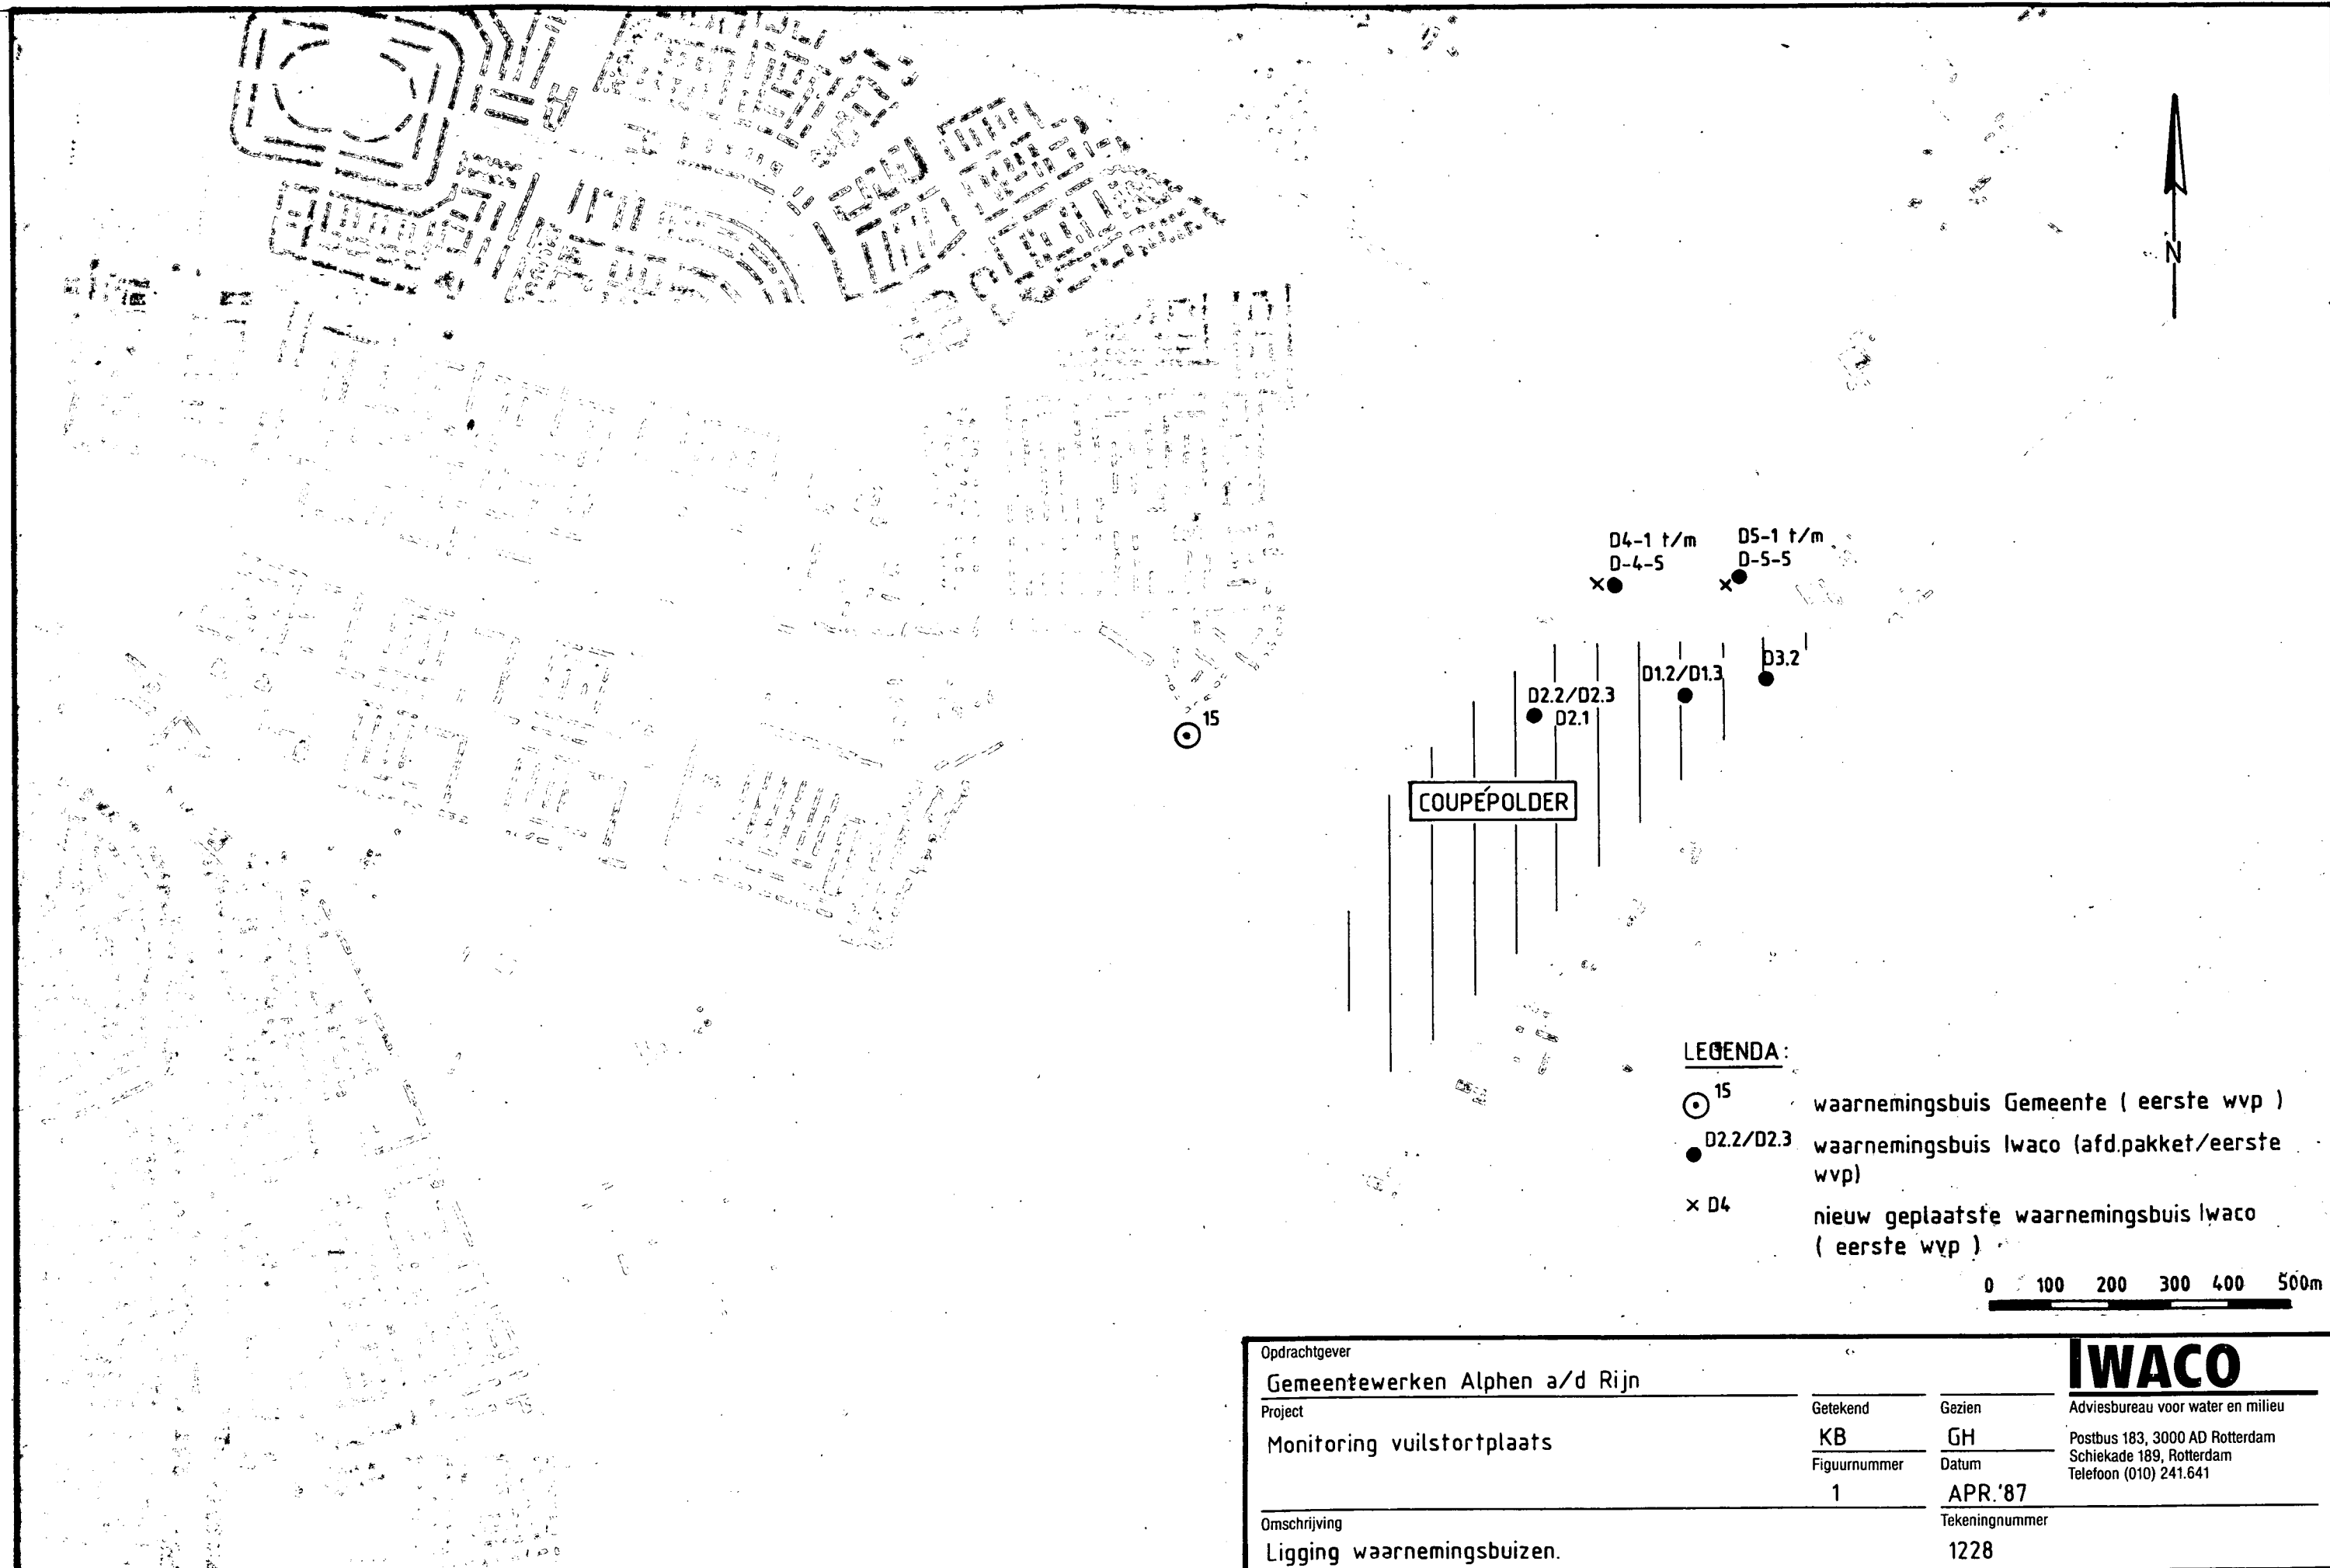 N
D4-1 t/m
D-4-5
D5-1 t/m
D-5-5
D1.2/D1.3
D3.2
D2.2/D2.3
D2.1
15
COUPÉPOLDER
LEGENDA:
15 waarnemingsbuis Gemeente ( eerste wvp )
D2.2/D2.3 waarnemingsbuis Iwaco (afd.pakket/eerste
wvp)
x D4 nieuw geplaatste waarnemingsbuis Iwaco
( eerste wvp )
0 100 200 300 400 500m
Opdrachtgever
Gemeentewerken Alphen a/d Rijn
Project
Monitoring vuilstortplaats
Getekend
KB
Gezien
GH
Figuurnummer
1
Datum
APR.'87
IWACO
Adviesbureau voor water en milieu
Postbus 183, 3000 AD Rotterdam
Schiekade 189, Rotterdam
Telefoon (010) 241.641
Omschrijving
Ligging waarnemingsbuizen.
Tekeningnummer
1228